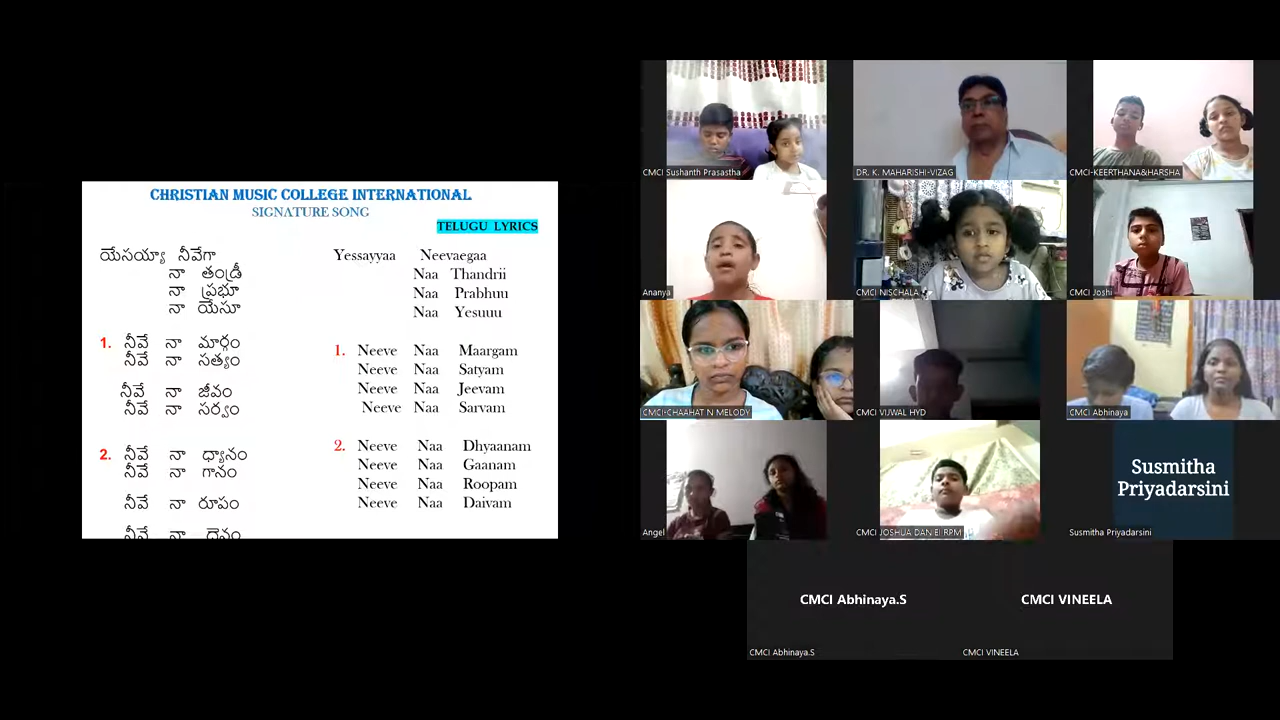 CHRISTIAN MUSIC COLLEGE INTERNATIONAL
SIGNATURE SONG
TELUGU LYRICS
యేసయ్యా నీవేగా
నా తండ్రీ
నా ప్రభూ
నా యేసూ
1. నీవే నా మార్గం
నీవే నా సత్యం
నీవే నా జీవం
నీవే నా సర్వం
2. నీవే నా ధ్యానం
నీవే నా గానం
నీవే నా రూపం
నీవే నా దైవం
Yessayyaa Neevaegaa
Naa Thandrii
Naa Prabhuu
Naa Yesuuu
1. Neeve Naa Maargam
Neeve Naa Satyam
Neeve Naa Jeevam
Neeve Naa Sarvam
2. Neeve Naa Dhyaanam
Neeve Naa Gaanam
Neeve Naa Roopam
Neeve Naa Daivam
CMCI Sushanth Prasastha
DR. K. MAHARISHI-VIZAG
CMCI-KEERTHANA&HARSHA
Ananya
CMCI NISCHALA
CMCI Joshi
CMCI-CHAAHAT N MELODY
CMCI VIJWAL HYD
CMCI Abhinaya
Angel
CMCI JOSHUA DANIEl RPM
Susmitha
Priyadarsini
Susmitha Priyadarsini
CMCI Abhinaya.S
CMCI VINEELA
CMCI Abhinaya.S
CMCI VINEELA